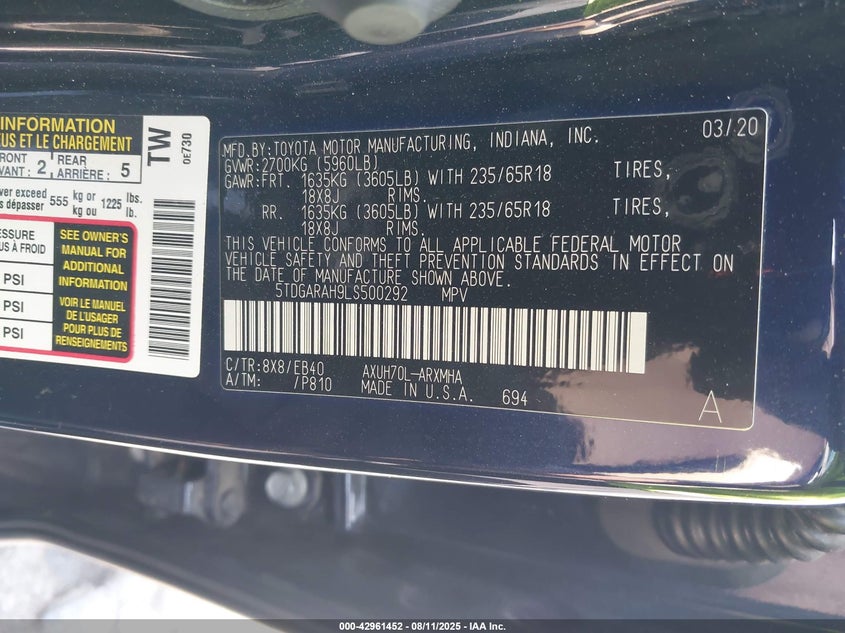 INFORMATION
US ET LE CHARGEMENT
FRONT
VANT : 2
REAR
ARRIÈRE : 5
ver exceed
s dépasser 555 kg or
kg ou 1225 lbs.
lb.
TW
0E730
ESSURE
US À FROID
PSI
PSI
PSI
SEE OWNER'S
MANUAL FOR
ADDITIONAL
INFORMATION
VOIR LE MANUEL
DE L'USAGER
POUR PLUS DE
RENSEIGNEMENTS
MFD.BY:TOYOTA MOTOR MANUFACTURING, INDIANA, INC. 03/20
GVWR:2700KG (5960LB)
GAWR:FRT. 1635KG (3605LB) WITH 235/65R18 TIRES,
18X8J RIMS.
RR. 1635KG (3605LB) WITH 235/65R18 TIRES,
18X8J RIMS.
THIS VEHICLE CONFORMS TO ALL APPLICABLE FEDERAL MOTOR
VEHICLE SAFETY AND THEFT PREVENTION STANDARDS IN EFFECT ON
THE DATE OF MANUFACTURE SHOWN ABOVE.
5TDGARAH9LS500292 MPV
C/TR:8X8/EB40 AXUH70L-ARXMHA
A/TM: /P810 MADE IN U.S.A. 694
A
000-42961452 - 08/11/2025 - IAA Inc.